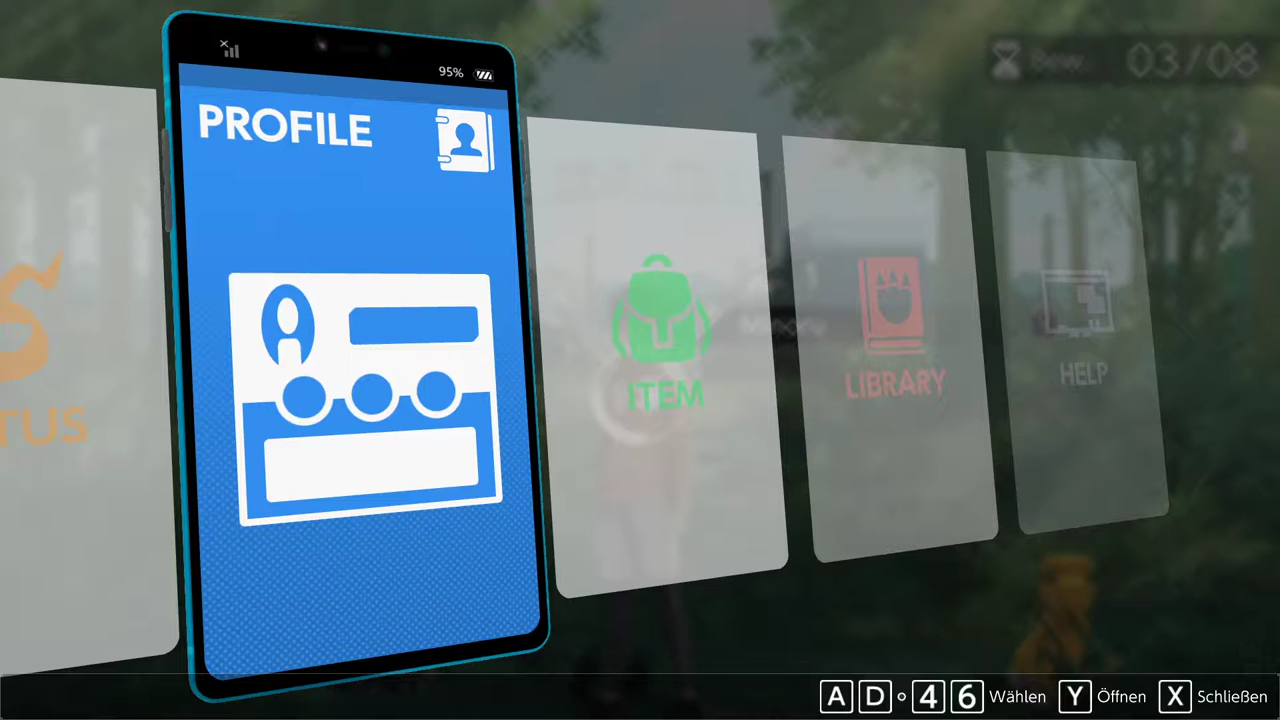 95%
PROFILE
03/08
TUS
ITEM
LIBRARY
HELP
A D 4 6 Wählen Y Öffnen X Schließen